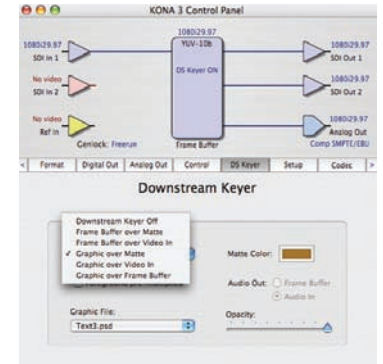 KONA 3 Control Panel
1080i29.97
SDI In 1
No video
SDI In 2
No video
Ref In
Genlock: Freerun
1080i29.97
YUV-10b
DS Keyer ON
Frame Buffer
1080i29.97
SDI Out 1
1080i29.97
SDI Out 2
1080i29.97
Analog Out
Comp SMPTE/EBU
Format
Digital Out
Analog Out
Control
DS Keyer
Setup
Codec
Downstream Keyer
Downstream Keyer Off
Frame Buffer over Matte
Frame Buffer over Video In
✓ Graphic over Matte
Graphic over Video In
Graphic over Frame Buffer
Matte Color:
Audio Out:
Frame Buffer
Audio In
Graphic File:
Text3.psd
Opacity: